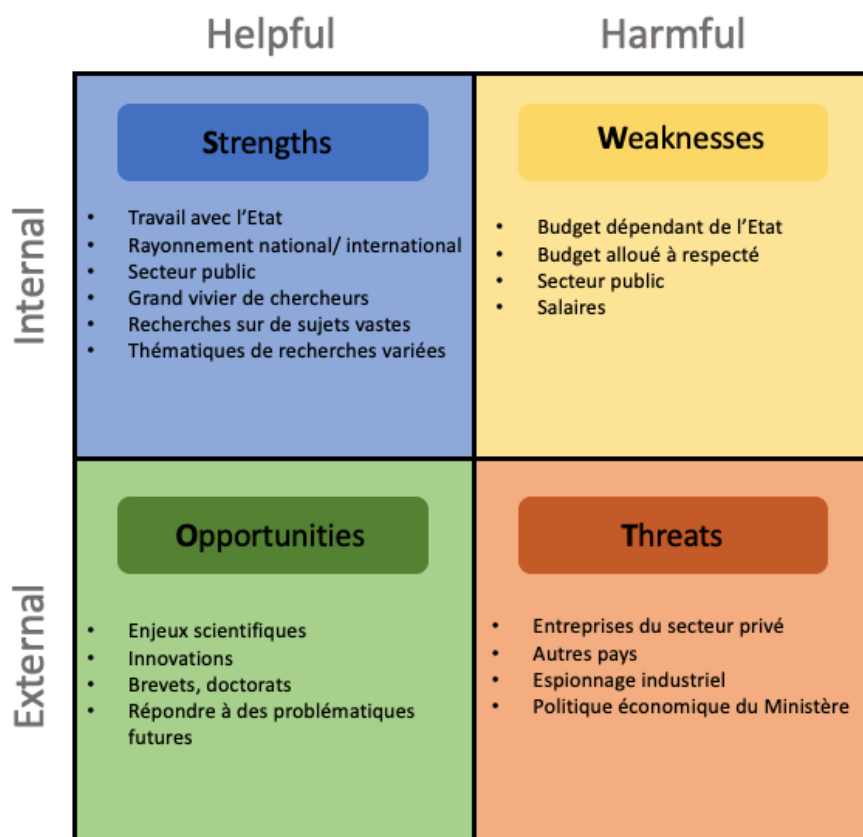 Helpful
Harmful
Internal
Strengths
Travail avec l'Etat
Rayonnement national/ international
Secteur public
Grand vivier de chercheurs
Recherches sur de sujets vastes
Thématiques de recherches variées
Weaknesses
Budget dépendant de l'Etat
Budget alloué à respecté
Secteur public
Salaires
External
Opportunities
Enjeux scientifiques
Innovations
Brevets, doctorats
Répondre à des problématiques
futures
Threats
Entreprises du secteur privé
Autres pays
Espionnage industriel
Politique économique du Ministère